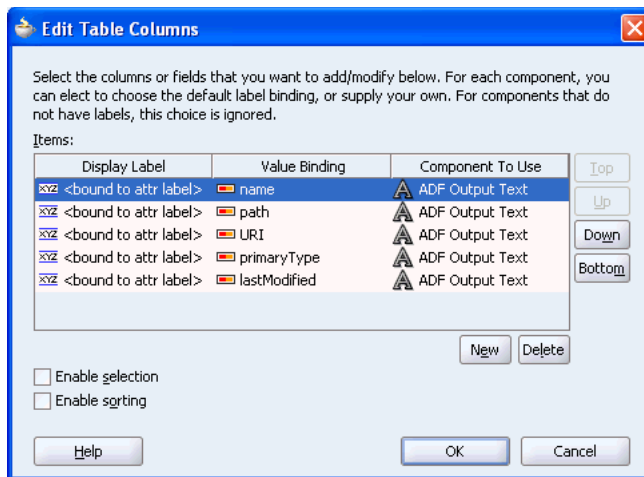 Edit Table Columns
Select the columns or fields that you want to add/modify below. For each component, you
can elect to choose the default label binding, or supply your own. For components that do
not have labels, this choice is ignored.
Items:
Display Label Value Binding Component To Use
XYZ <bound to attr label> name A ADF Output Text
XYZ <bound to attr label> path A ADF Output Text
XYZ <bound to attr label> URI A ADF Output Text
XYZ <bound to attr label> primaryType A ADF Output Text
XYZ <bound to attr label> lastModified A ADF Output Text
Top
Up
Down
Bottom
New Delete
Enable selection
Enable sorting
Help OK Cancel